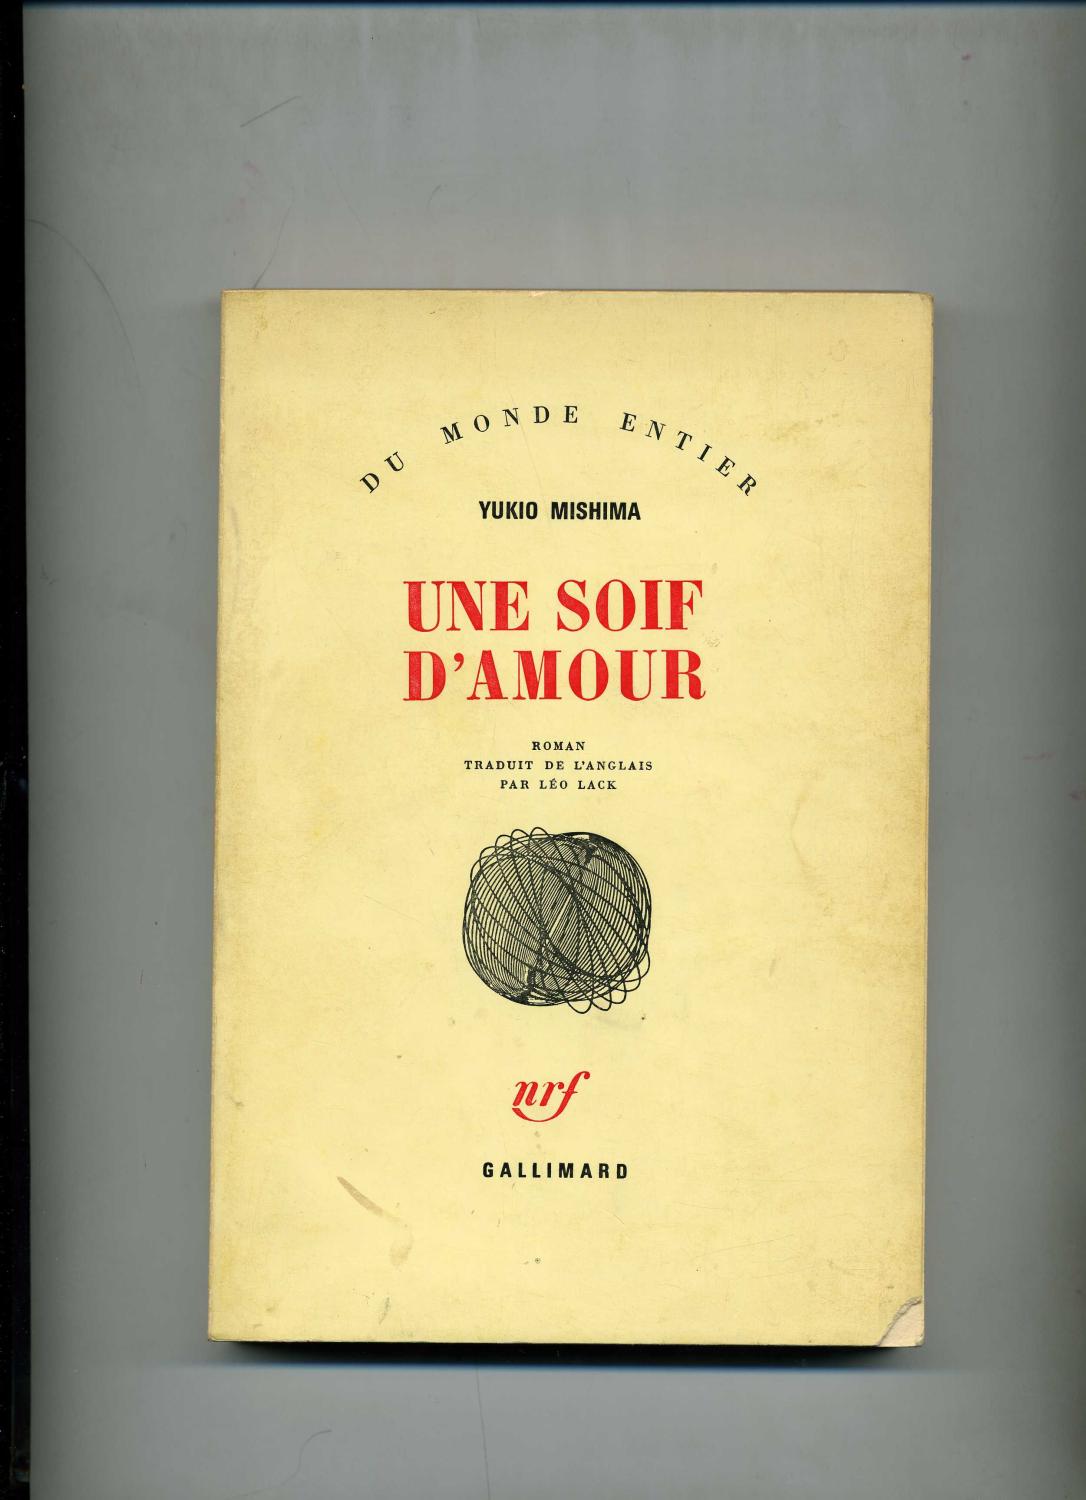 DU MONDE ENTIER
YUKIO MISHIMA
UNE SOIF
D'AMOUR
ROMAN
TRADUIT DE L'ANGLAIS
PAR LÉO LACK
nrf
GALLIMARD